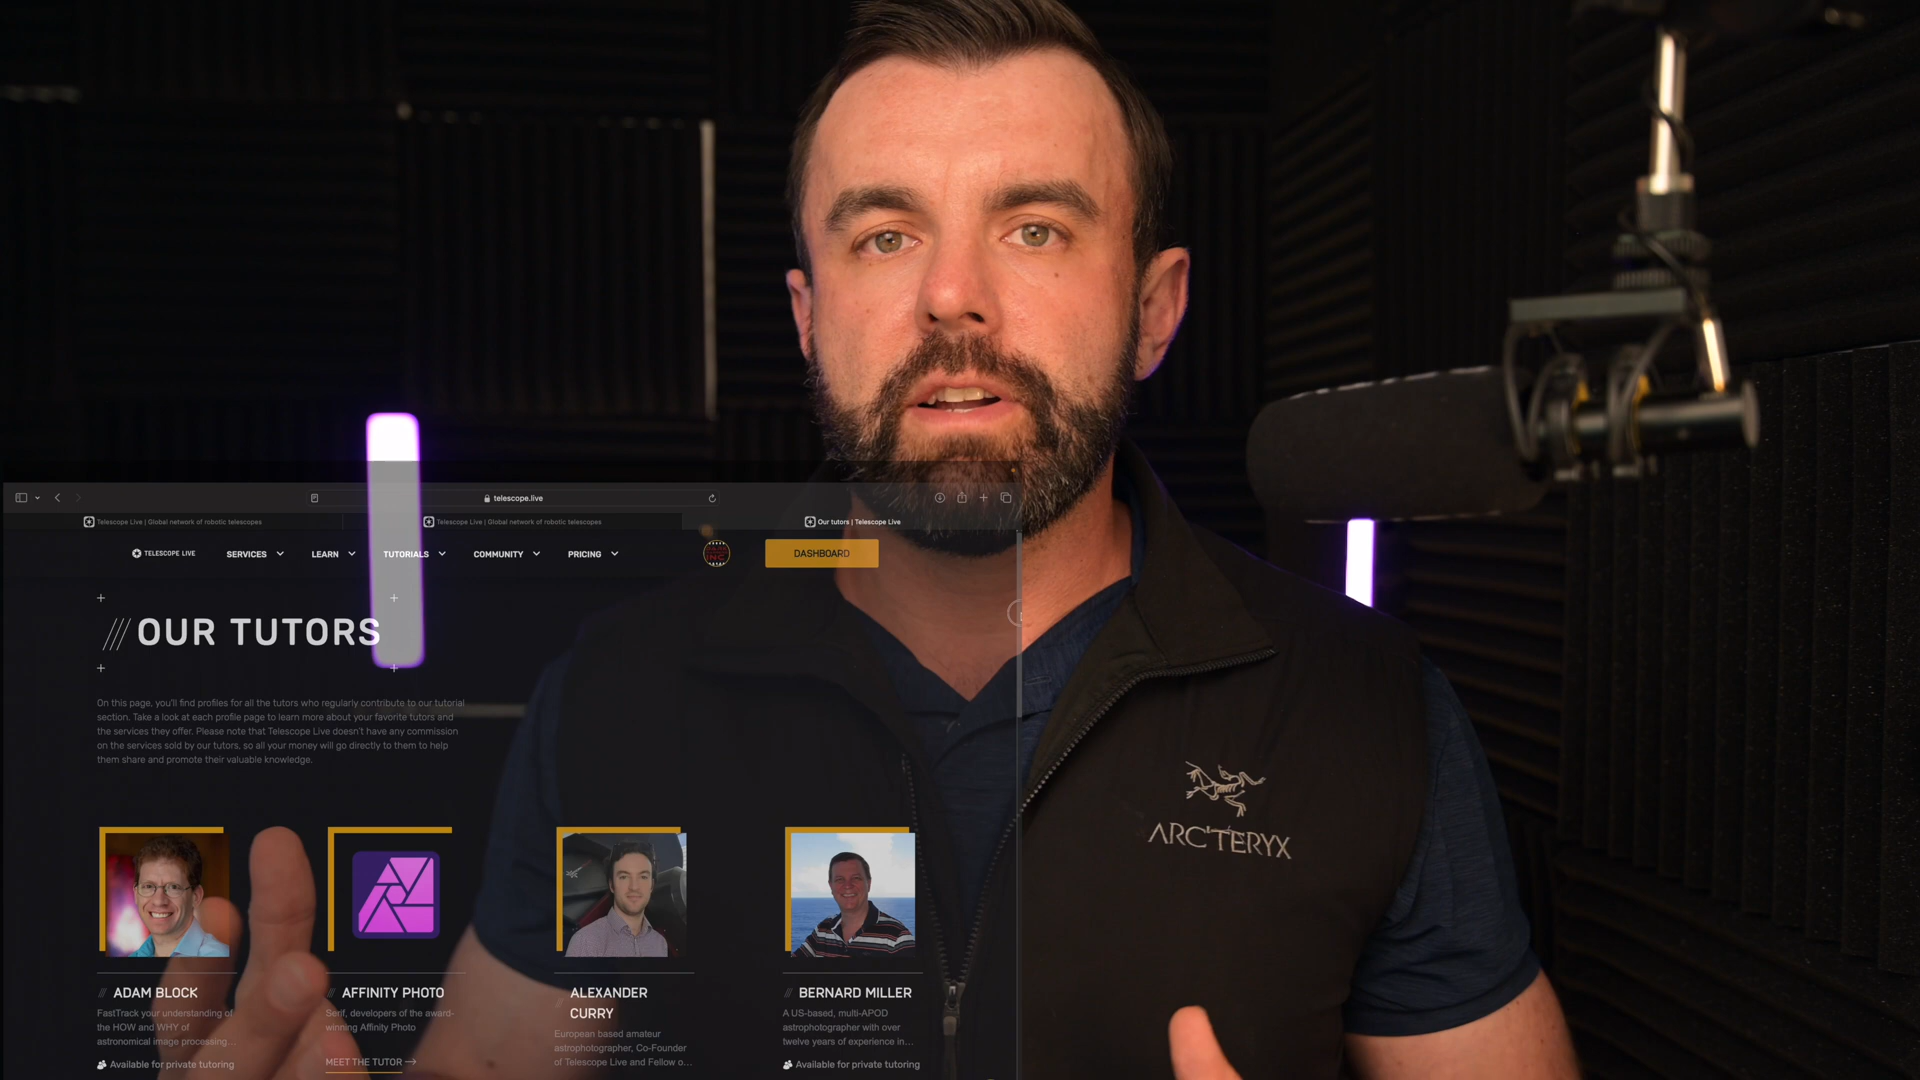 telescope.live
Telescope Live | Global network of robotic telescopes
Telescope Live | Global network of robotic telescopes
Our tutors | Telescope Live
TELESCOPE LIVE
SERVICES
LEARN
TUTORIALS
COMMUNITY
PRICING
DASHBOARD
/// OUR TUTORS
On this page, you'll find profiles for all the tutors who regularly contribute to our tutorial
section. Take a look at each profile page to learn more about your favorite tutors and
the services they offer. Please note that Telescope Live doesn't have any commission
on the services sold by our tutors, so all your money will go directly to them to help
them share and promote their valuable knowledge.
/// ADAM BLOCK
FastTrack your understanding of
the HOW and WHY of
astronomical image processing...
Available for private tutoring
/// AFFINITY PHOTO
Serif, developers of the award-
winning Affinity Photo
MEET THE TUTOR
ALEXANDER
CURRY
European based amateur
astrophotographer, Co-Founder
of Telescope Live and Fellow o...
/// BERNARD MILLER
A US-based, multi-APOD
astrophotographer with over
twelve years of experience in...
Available for private tutoring
ARC'TERYX